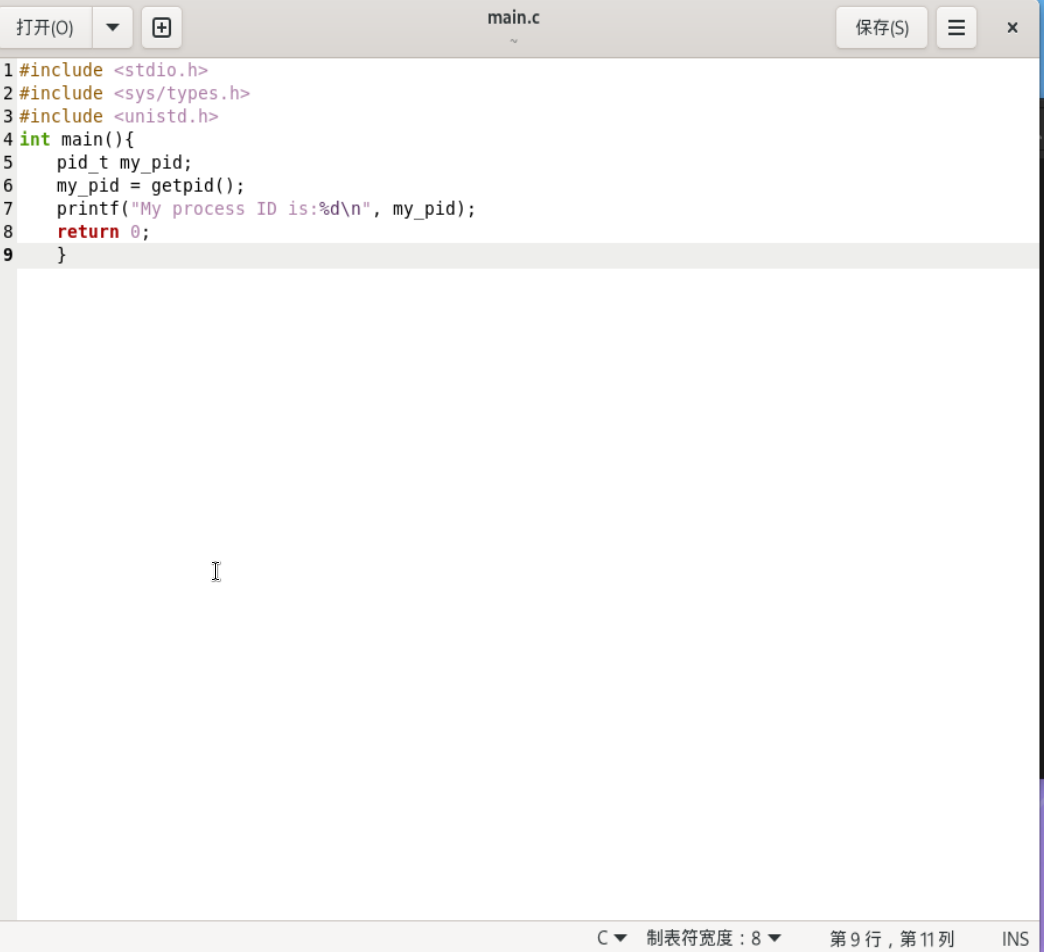 打开(O)
main.c
~
保存(S)
1 #include <stdio.h>
2 #include <sys/types.h>
3 #include <unistd.h>
4 int main(){
5 pid_t my_pid;
6 my_pid = getpid();
7 printf("My process ID is:%d\n", my_pid);
8 return 0;
9 }
C 制表符宽度：8 第 9 行，第 11 列 INS